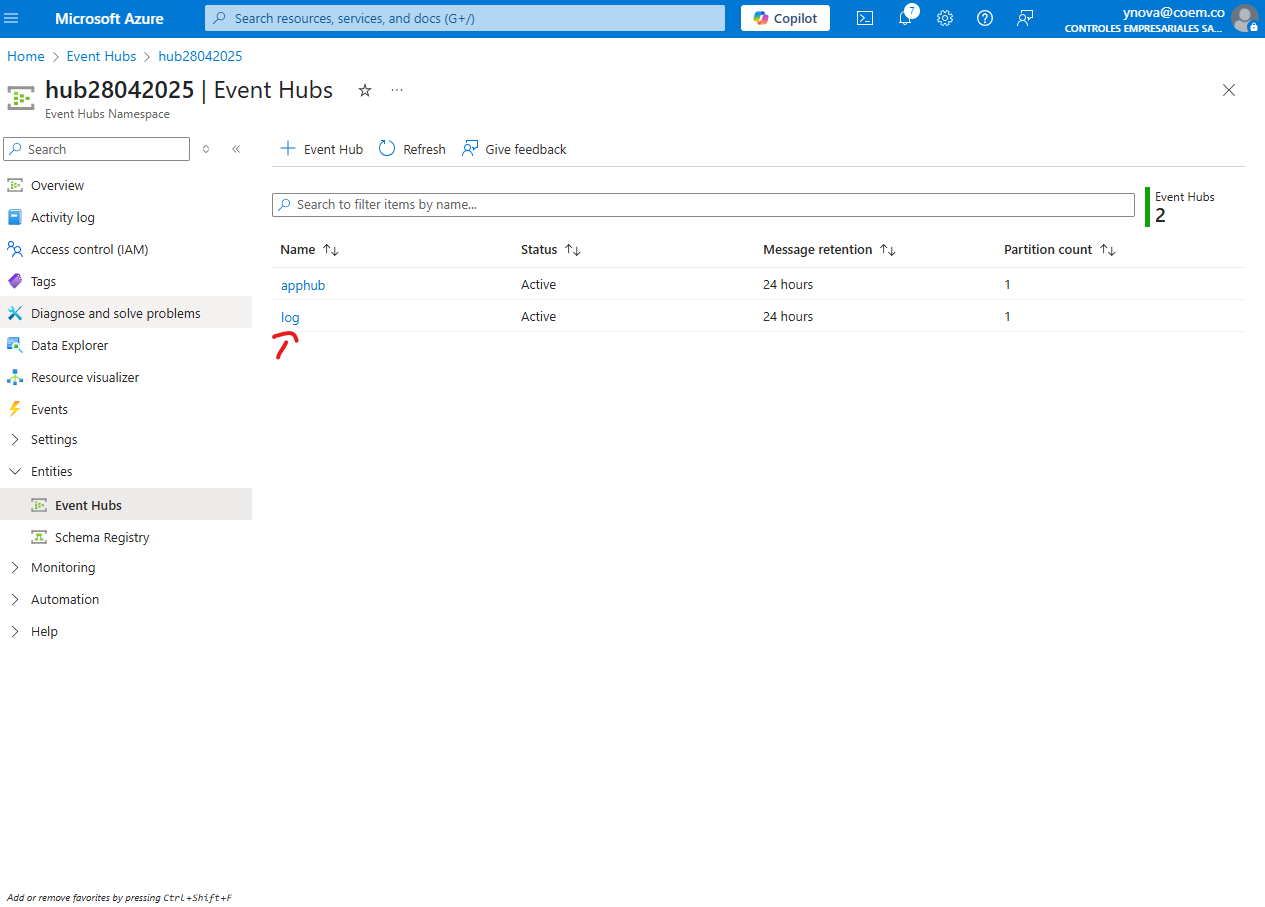 Microsoft Azure
Search resources, services, and docs (G+/)
Copilot
7
ynova@coem.co
CONTROLES EMPRESARIALES SA...
Home > Event Hubs > hub28042025
hub28042025 | Event Hubs
Event Hubs Namespace
Search
Event Hub
Refresh
Give feedback
Overview
Activity log
Access control (IAM)
Tags
Diagnose and solve problems
Data Explorer
Resource visualizer
Events
Settings
Entities
Event Hubs
Schema Registry
Monitoring
Automation
Help
Search to filter items by name...
Event Hubs
2
Name Status Message retention Partition count
apphub Active 24 hours 1
log Active 24 hours 1
Add or remove favorites by pressing Ctrl+Shift+F